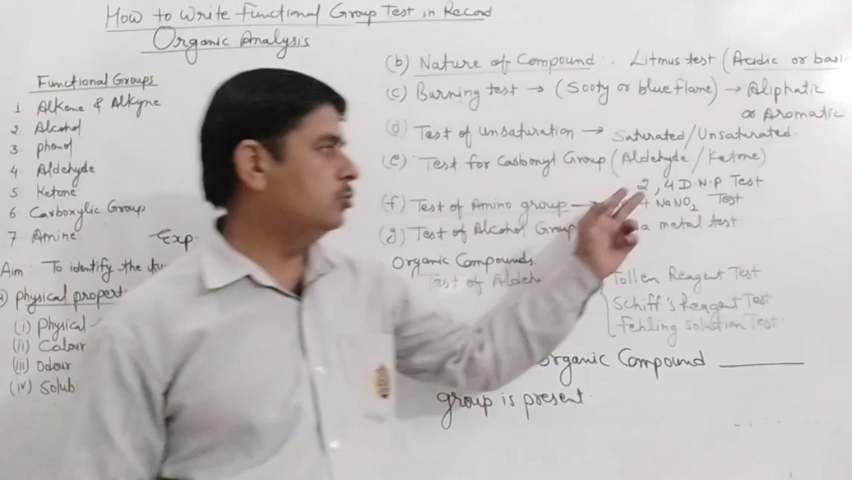 How to write functional Group Test in Record
Organic Analysis
Functional Groups
1 Alkene & Alkyne
2 Alcohol
3 phenol
4 Aldehyde
5 Ketone
6 Carboxylic Group
7 Amine
Exp.
Aim: To identify the
physical propert
(i) Physical
(ii) Colour
(iii) Odour
(iv) Solub
(b) Nature of Compound :- Litmus test (Acidic or basi
(c) Burning test → (Sooty or blue flame) → Aliphatic
or Aromatic
(d) Test of unsaturation → Saturated/Unsaturated.
(e) Test for Carbonyl Group (Aldehyde / Ketone)
2,4 D.N.P Test
(f) Test of Amino group → + NaNO2 Test
(g) Test of Alcohol Group a metal test
Organic Compounds.
Test of Aldeh
Tollen Reagent Test
Schiff's Reagent Test
Fehling Solution Test
Organic Compound ______
group is present.